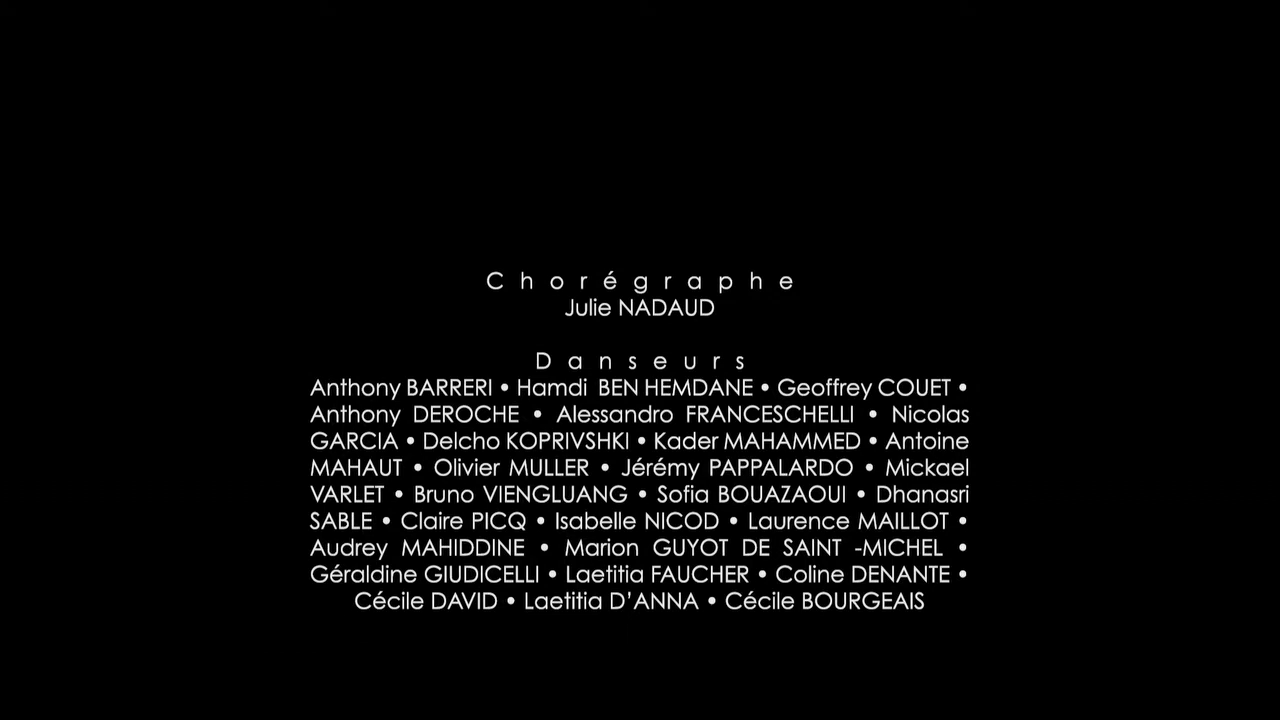 Chorégraphe
Julie NADAUD
Danseurs
Anthony BARRERI • Hamdi BEN HEMDANE • Geoffrey COUET •
Anthony DEROCHE • Alessandro FRANCESCHELLI • Nicolas
GARCIA • Delcho KOPRIVSHKI • Kader MAHAMMED • Antoine
MAHAUT • Olivier MULLER • Jérémy PAPPALARDO • Mickael
VARLET • Bruno VIENGLUANG • Sofia BOUAZAOUI • Dhanasri
SABLE • Claire PICQ • Isabelle NICOD • Laurence MAILLOT •
Audrey MAHIDDINE • Marion GUYOT DE SAINT -MICHEL •
Géraldine GIUDICELLI • Laetitia FAUCHER • Coline DENANTE •
Cécile DAVID • Laetitia D’ANNA • Cécile BOURGEAIS